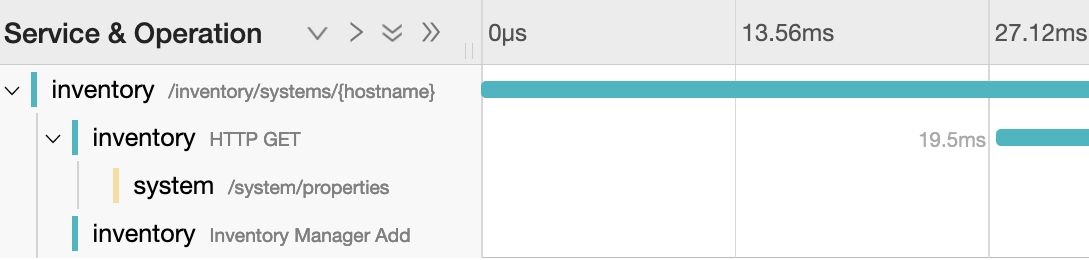 Service & Operation 0μs 13.56ms 27.12ms
inventory /inventory/systems/{hostname}
inventory HTTP GET 19.5ms
system /system/properties
inventory Inventory Manager Add